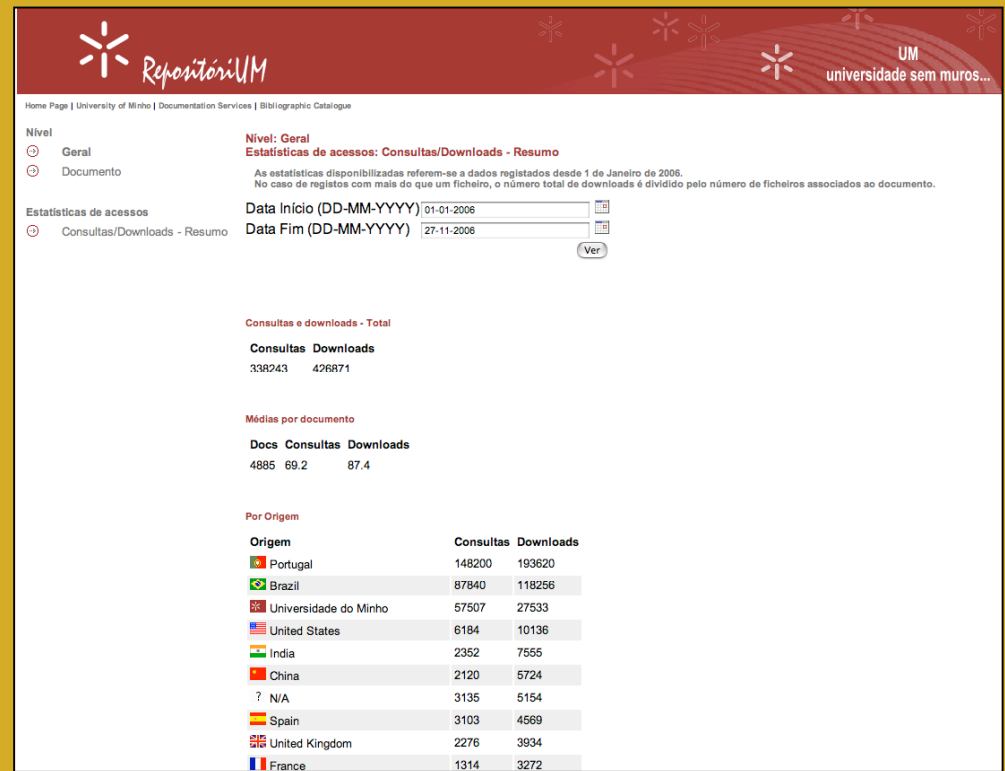 RepositóriUM
UM
universidade sem muros...
Home Page | University of Minho | Documentation Services | Bibliographic Catalogue
Nível
Geral
Documento
Estatísticas de acessos
Consultas/Downloads - Resumo
Nível: Geral
Estatísticas de acessos: Consultas/Downloads - Resumo
As estatísticas disponibilizadas referem-se a dados registados desde 1 de Janeiro de 2006.
No caso de registos com mais do que um ficheiro, o número total de downloads é dividido pelo número de ficheiros associados ao documento.
Data Início (DD-MM-YYYY) 01-01-2006
Data Fim (DD-MM-YYYY) 27-11-2006
Ver
Consultas e downloads - Total
Consultas Downloads
338243 426871
Médias por documento
Docs Consultas Downloads
4885 69.2 87.4
Por Origem
Origem Consultas Downloads
Portugal 148200 193620
Brazil 87840 118256
Universidade do Minho 57507 27533
United States 6184 10136
India 2352 7555
China 2120 5724
? N/A 3135 5154
Spain 3103 4569
United Kingdom 2276 3934
France 1314 3272